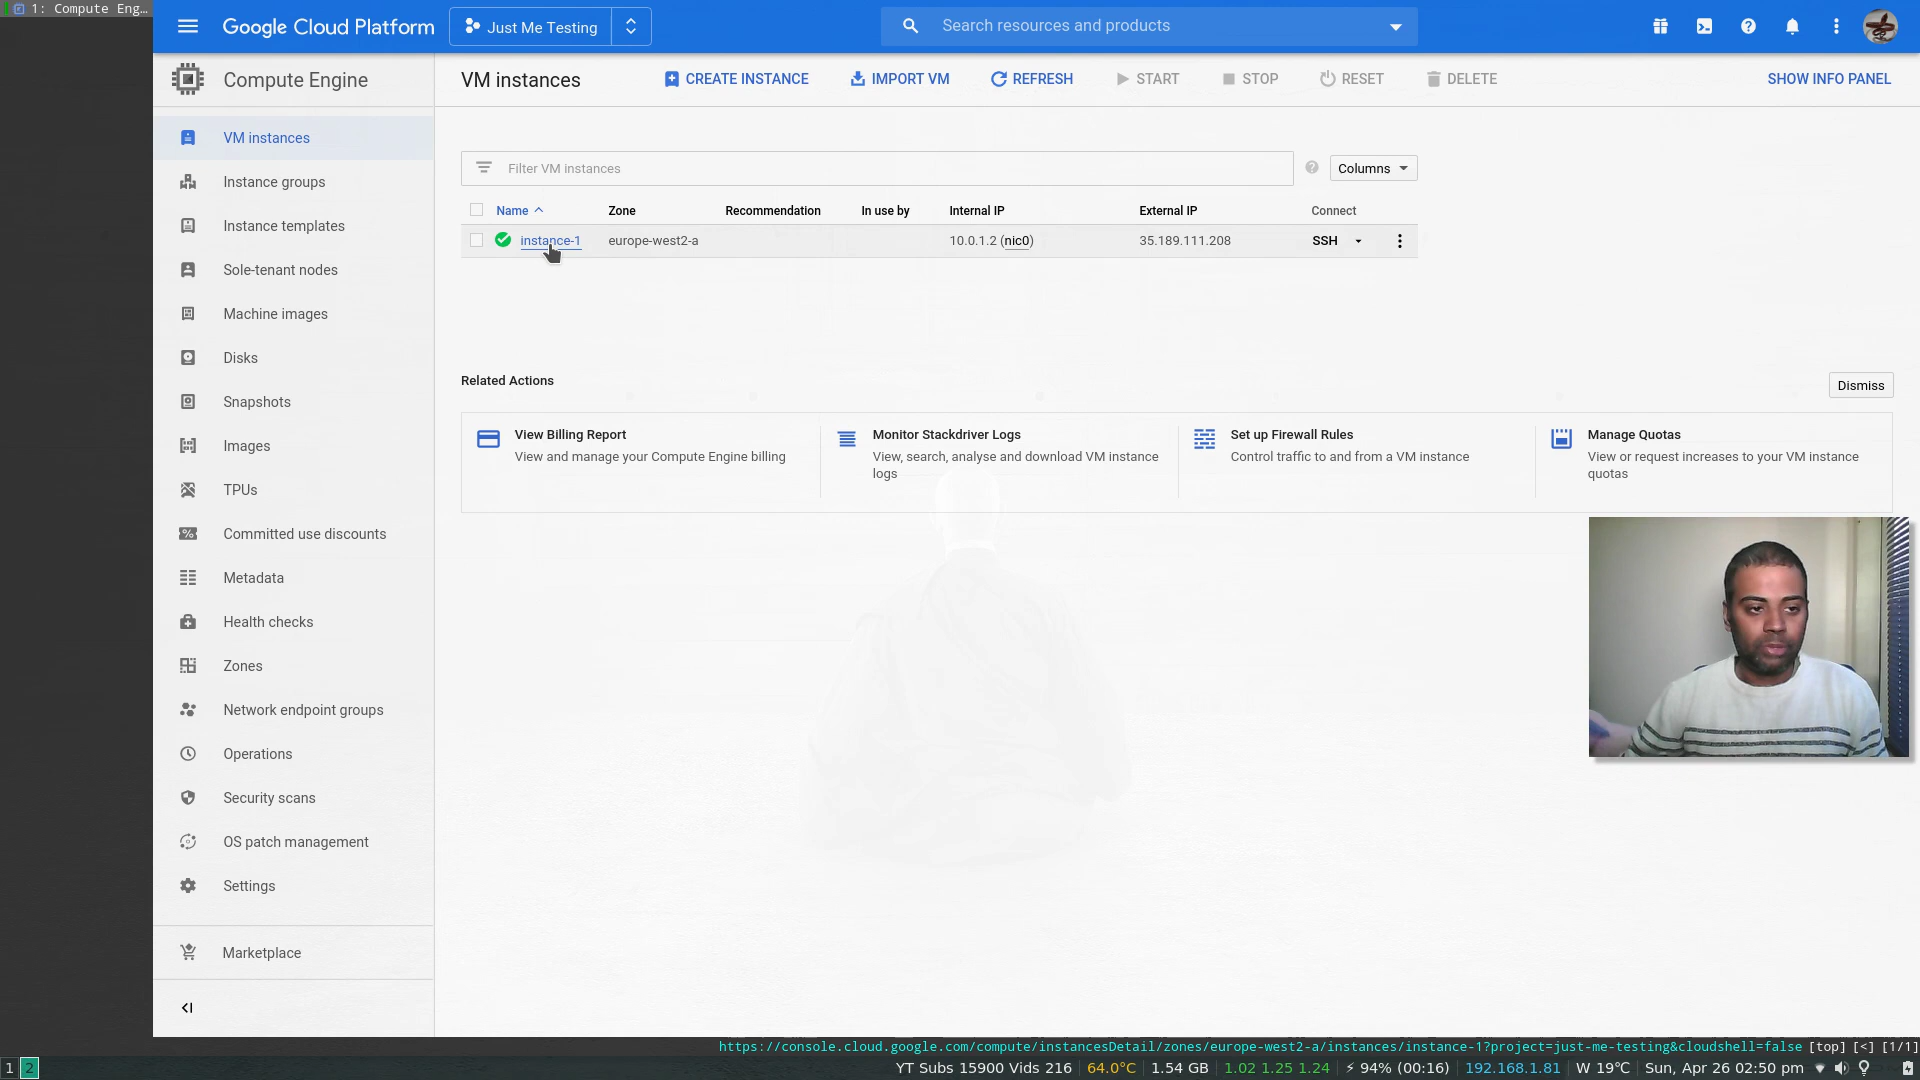 1: Compute Eng…
Google Cloud Platform
Just Me Testing
Search resources and products
Compute Engine
VM instances
CREATE INSTANCE
IMPORT VM
REFRESH
START
STOP
RESET
DELETE
SHOW INFO PANEL
VM instances
Instance groups
Instance templates
Sole-tenant nodes
Machine images
Disks
Snapshots
Images
TPUs
Committed use discounts
Metadata
Health checks
Zones
Network endpoint groups
Operations
Security scans
OS patch management
Settings
Marketplace
Filter VM instances
Columns
Name Zone Recommendation In use by Internal IP External IP Connect
instance-1 europe-west2-a 10.0.1.2 (nic0) 35.189.111.208 SSH
Related Actions
Dismiss
View Billing Report
View and manage your Compute Engine billing
Monitor Stackdriver Logs
View, search, analyse and download VM instance
logs
Set up Firewall Rules
Control traffic to and from a VM instance
Manage Quotas
View or request increases to your VM instance
quotas
https://console.cloud.google.com/compute/instancesDetail/zones/europe-west2-a/instances/instance-1?project=just-me-testing&cloudshell=false [top] [<] [1/1]
1 2 YT Subs 15900 Vids 216 64.0°C 1.54 GB 1.02 1.25 1.24 ⚡ 94% (00:16) 192.168.1.81 W 19℃ Sun, Apr 26 02:50 pm